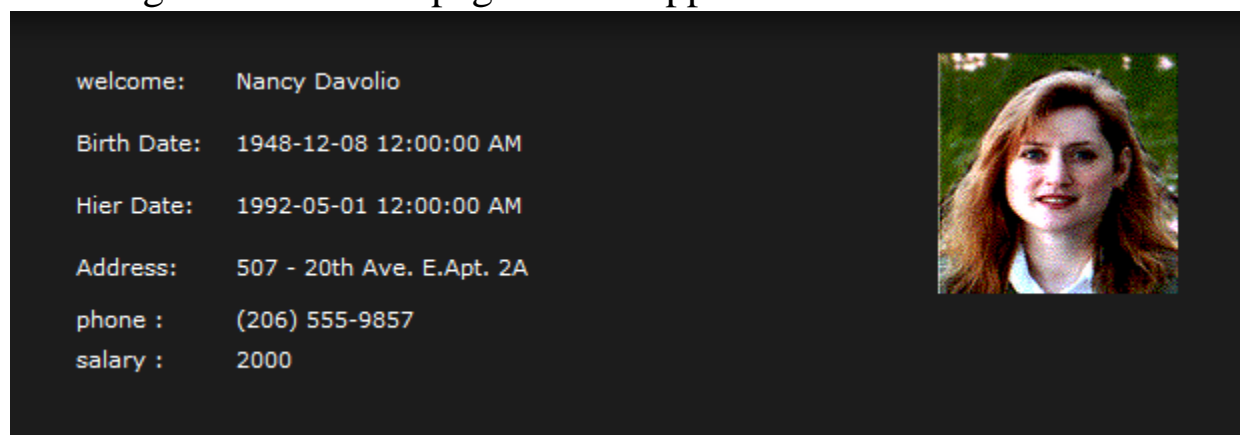 welcome: Nancy Davolio
Birth Date: 1948-12-08 12:00:00 AM
Hier Date: 1992-05-01 12:00:00 AM
Address: 507 - 20th Ave. E.Apt. 2A
phone : (206) 555-9857
salary : 2000